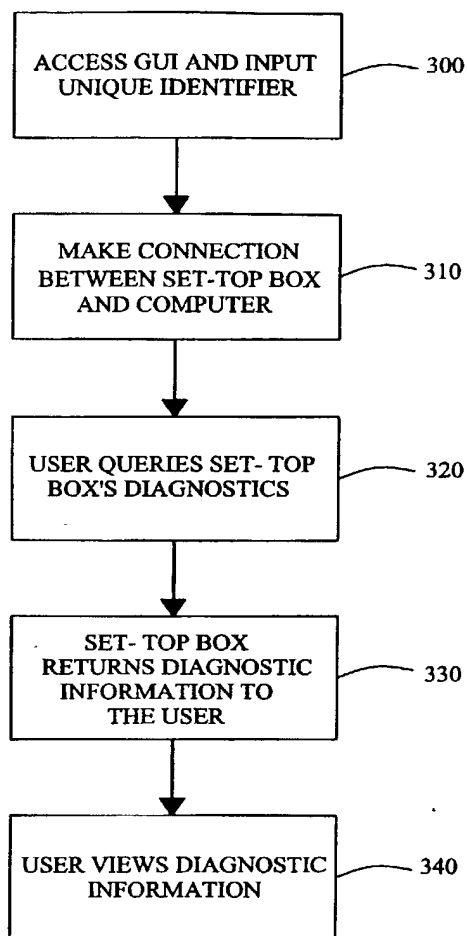 ACCESS GUI AND INPUT
UNIQUE IDENTIFIER
300
MAKE CONNECTION
BETWEEN SET-TOP BOX
AND COMPUTER
310
USER QUERIES SET- TOP
BOX'S DIAGNOSTICS
320
SET- TOP BOX
RETURNS DIAGNOSTIC
INFORMATION TO
THE USER
330
USER VIEWS DIAGNOSTIC
INFORMATION
340